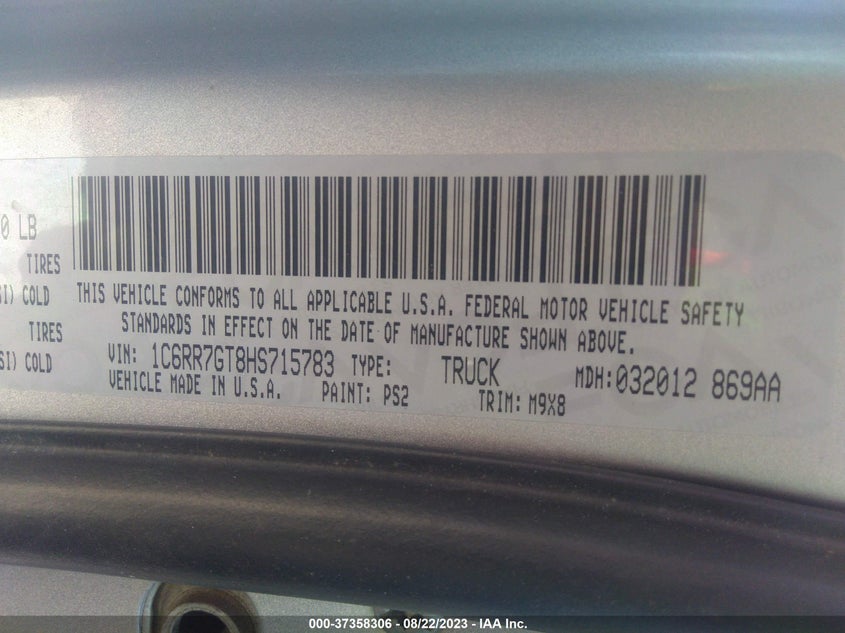 0 LB
TIRES
SI) COLD
TIRES
SI) COLD
THIS VEHICLE CONFORMS TO ALL APPLICABLE U.S.A. FEDERAL MOTOR VEHICLE SAFETY
STANDARDS IN EFFECT ON THE DATE OF MANUFACTURE SHOWN ABOVE.
VIN: 1C6RR7GT8HS715783 TYPE: TRUCK MDH:032012 869AA
VEHICLE MADE IN U.S.A. PAINT: PS2 TRIM: M9X8
000-37358306 - 08/22/2023 - IAA Inc.